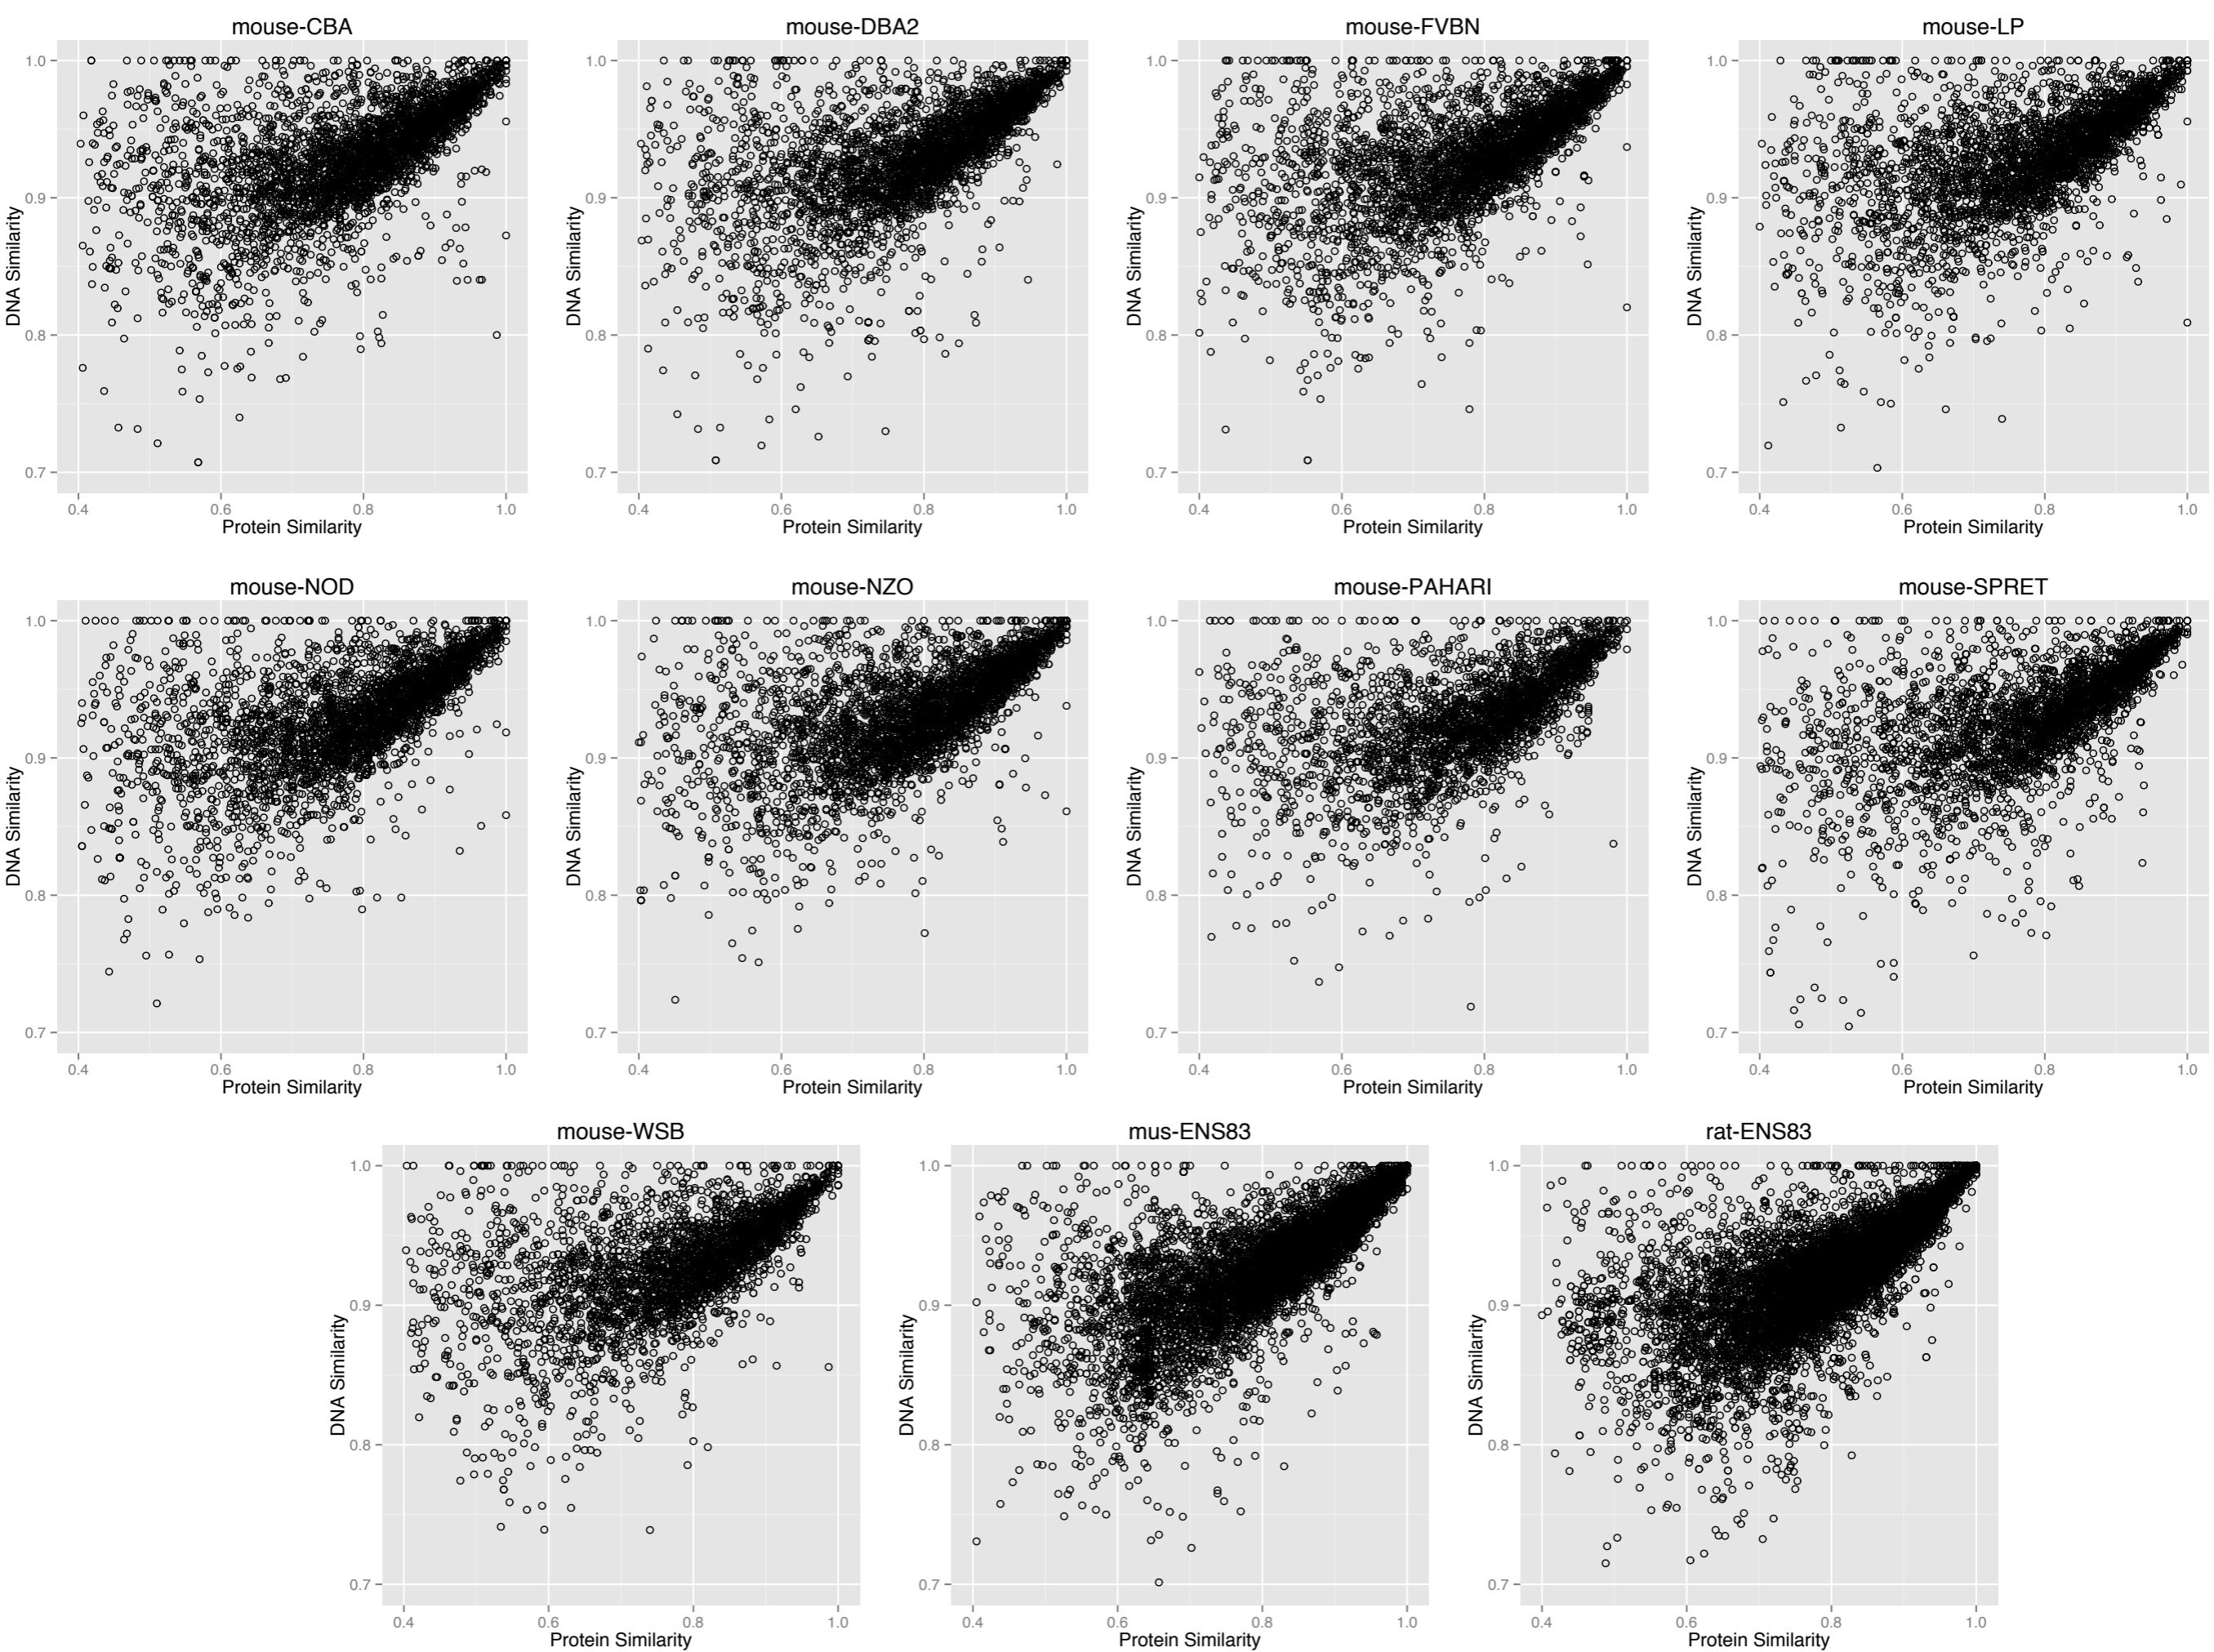 mouse-CBA mouse-DBA2 mouse-FVBN mouse-LP
1.0 1.0 1.0 1.0
DNA Similarity DNA Similarity DNA Similarity DNA Similarity
0.9 0.9 0.9 0.9
0.8 0.8 0.8 0.8
0.7 0.7 0.7 0.7
0.4 0.6 0.8 1.0 0.4 0.6 0.8 1.0 0.4 0.6 0.8 1.0 0.4 0.6 0.8 1.0
Protein Similarity Protein Similarity Protein Similarity Protein Similarity
mouse-NOD mouse-NZO mouse-PAHARI mouse-SPRET
1.0 1.0 1.0 1.0
DNA Similarity DNA Similarity DNA Similarity DNA Similarity
0.9 0.9 0.9 0.9
0.8 0.8 0.8 0.8
0.7 0.7 0.7 0.7
0.4 0.6 0.8 1.0 0.4 0.6 0.8 1.0 0.4 0.6 0.8 1.0 0.4 0.6 0.8 1.0
Protein Similarity Protein Similarity Protein Similarity Protein Similarity
mouse-WSB mus-ENS83 rat-ENS83
1.0 1.0 1.0
DNA Similarity DNA Similarity DNA Similarity
0.9 0.9 0.9
0.8 0.8 0.8
0.7 0.7 0.7
0.4 0.6 0.8 1.0 0.4 0.6 0.8 1.0 0.4 0.6 0.8 1.0
Protein Similarity Protein Similarity Protein Similarity